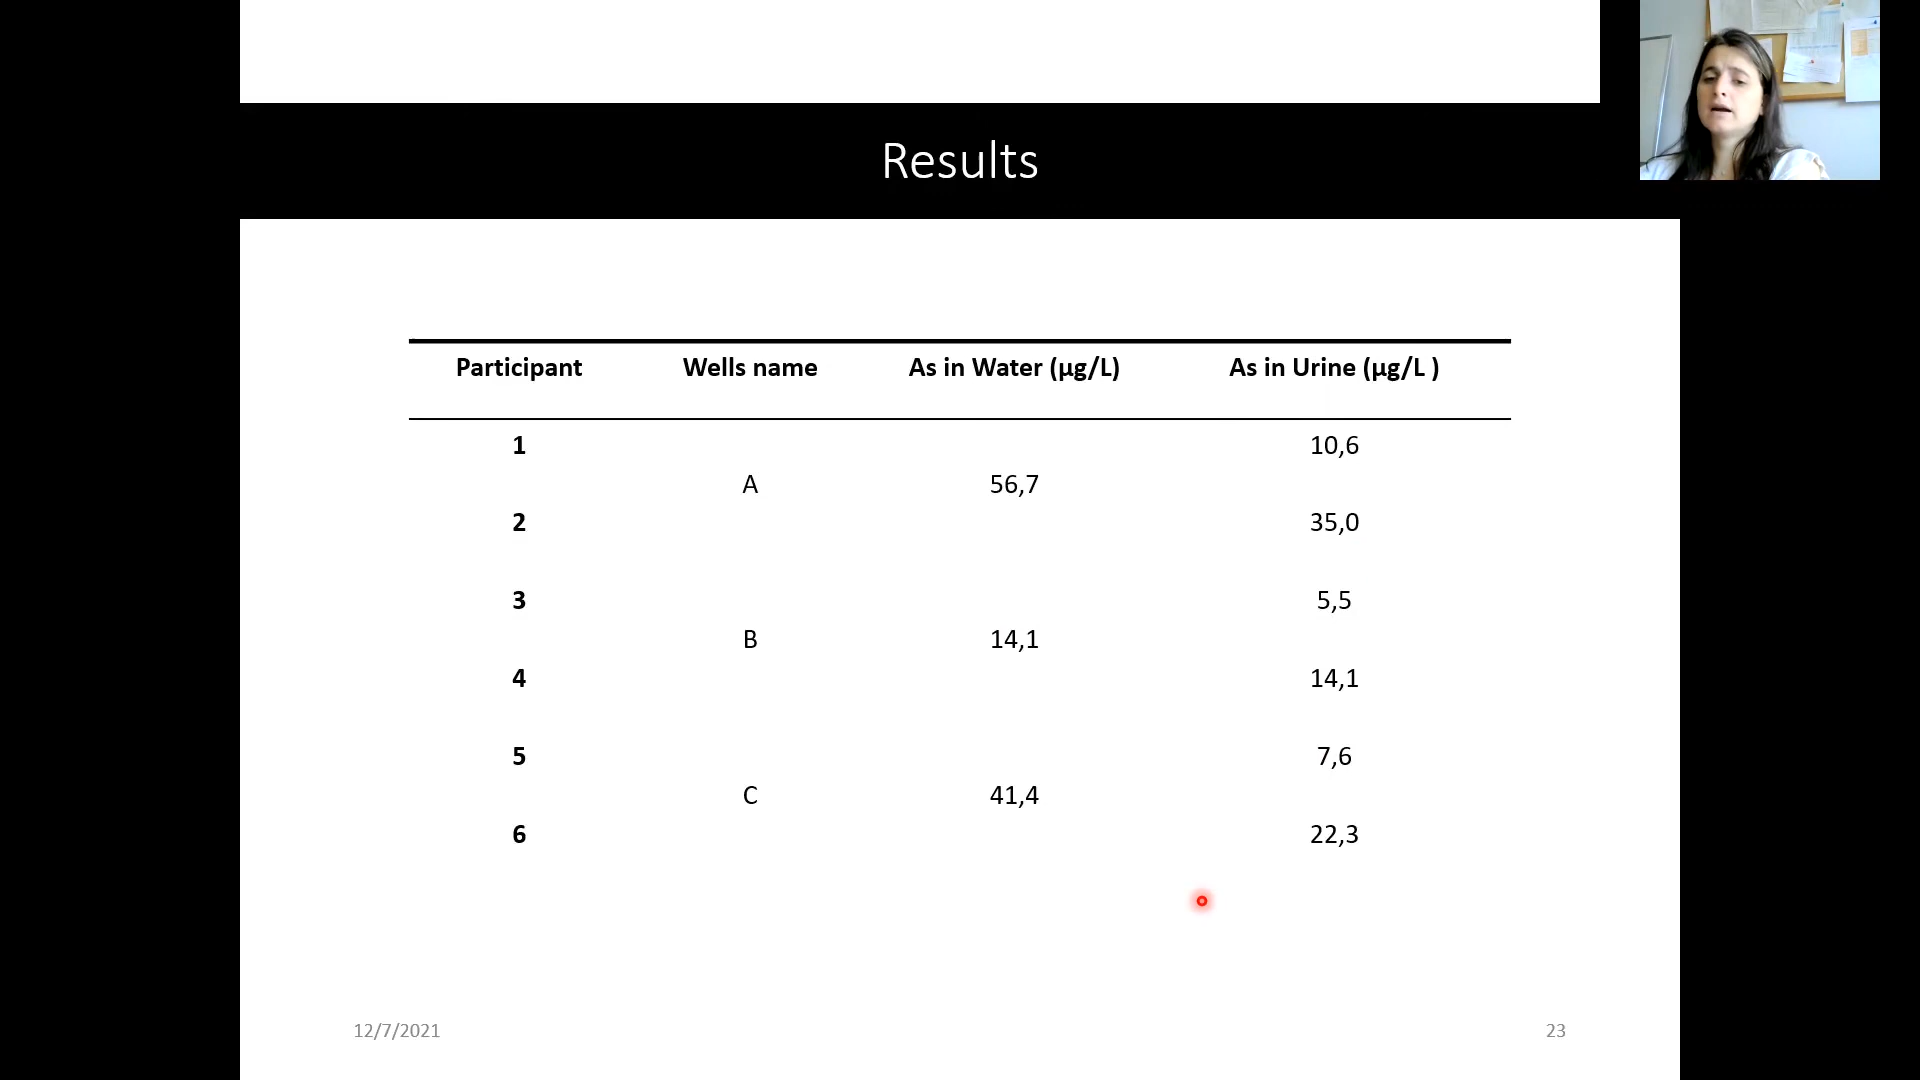 Results
Participant Wells name As in Water (µg/L) As in Urine (µg/L )
1 10,6
A 56,7
2 35,0
3 5,5
B 14,1
4 14,1
5 7,6
C 41,4
6 22,3
12/7/2021 23